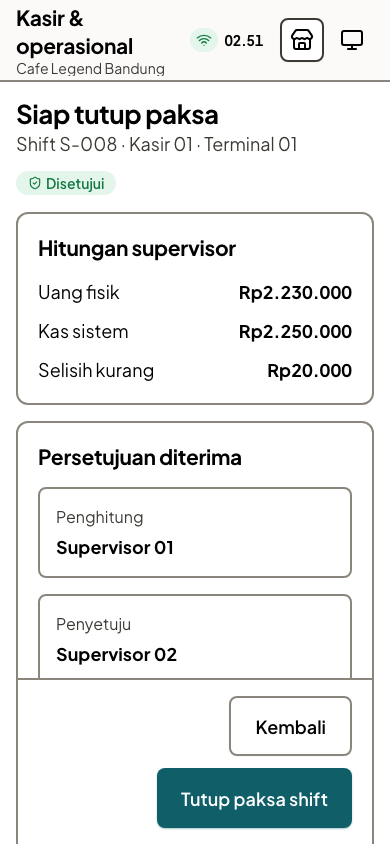 Kasir &
operasional
Cafe Legend Bandung
02.51
Siap tutup paksa
Shift S-008 · Kasir 01 · Terminal 01
Disetujui
Hitungan supervisor
Uang fisik Rp2.230.000
Kas sistem Rp2.250.000
Selisih kurang Rp20.000
Persetujuan diterima
Penghitung
Supervisor 01
Penyetuju
Supervisor 02
Kembali
Tutup paksa shift